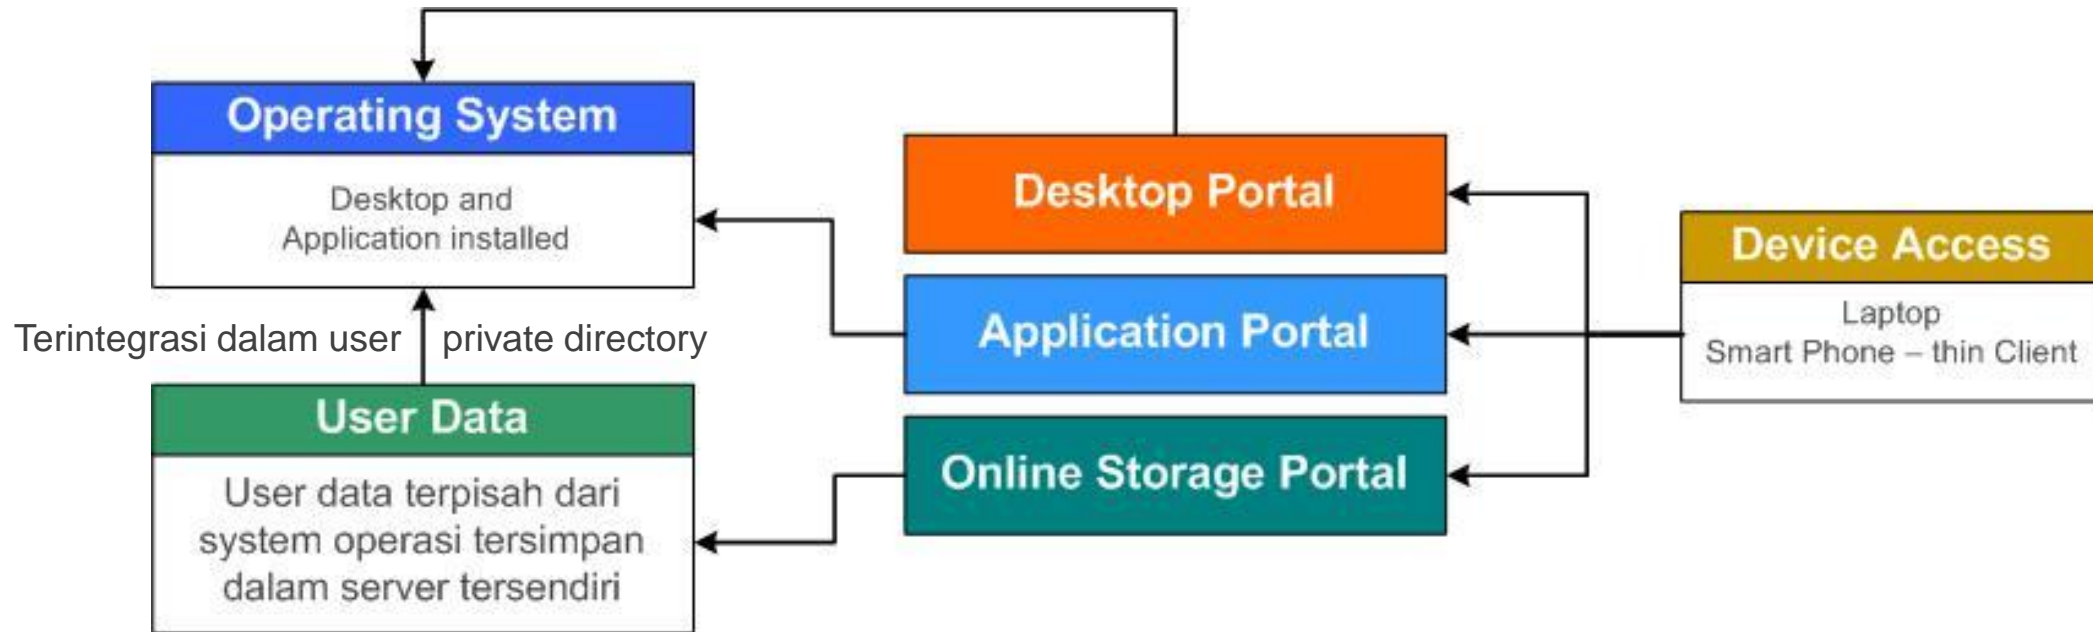 Operating System
Desktop and
Application installed
Terintegrasi dalam user private directory
User Data
User data terpisah dari
system operasi tersimpan
dalam server tersendiri
Desktop Portal
Application Portal
Online Storage Portal
Device Access
Laptop
Smart Phone – thin Client